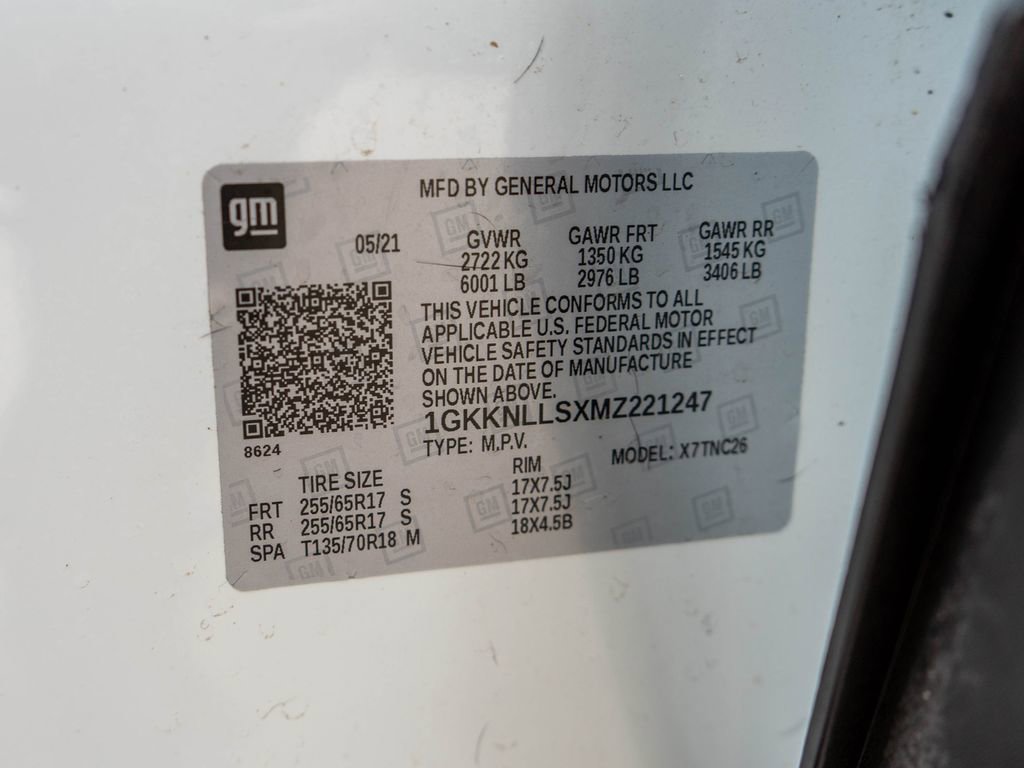 gm
MFD BY GENERAL MOTORS LLC
05/21
GVWR GAWR FRT GAWR RR
2722 KG 1350 KG 1545 KG
6001 LB 2976 LB 3406 LB
THIS VEHICLE CONFORMS TO ALL
APPLICABLE U.S. FEDERAL MOTOR
VEHICLE SAFETY STANDARDS IN EFFECT
ON THE DATE OF MANUFACTURE
SHOWN ABOVE.
1GKKNLLSXMZ221247
8624
TYPE: M.P.V. MODEL: X7TNC26
TIRE SIZE RIM
FRT 255/65R17 S 17X7.5J
RR 255/65R17 S 17X7.5J
SPA T135/70R18 M 18X4.5B